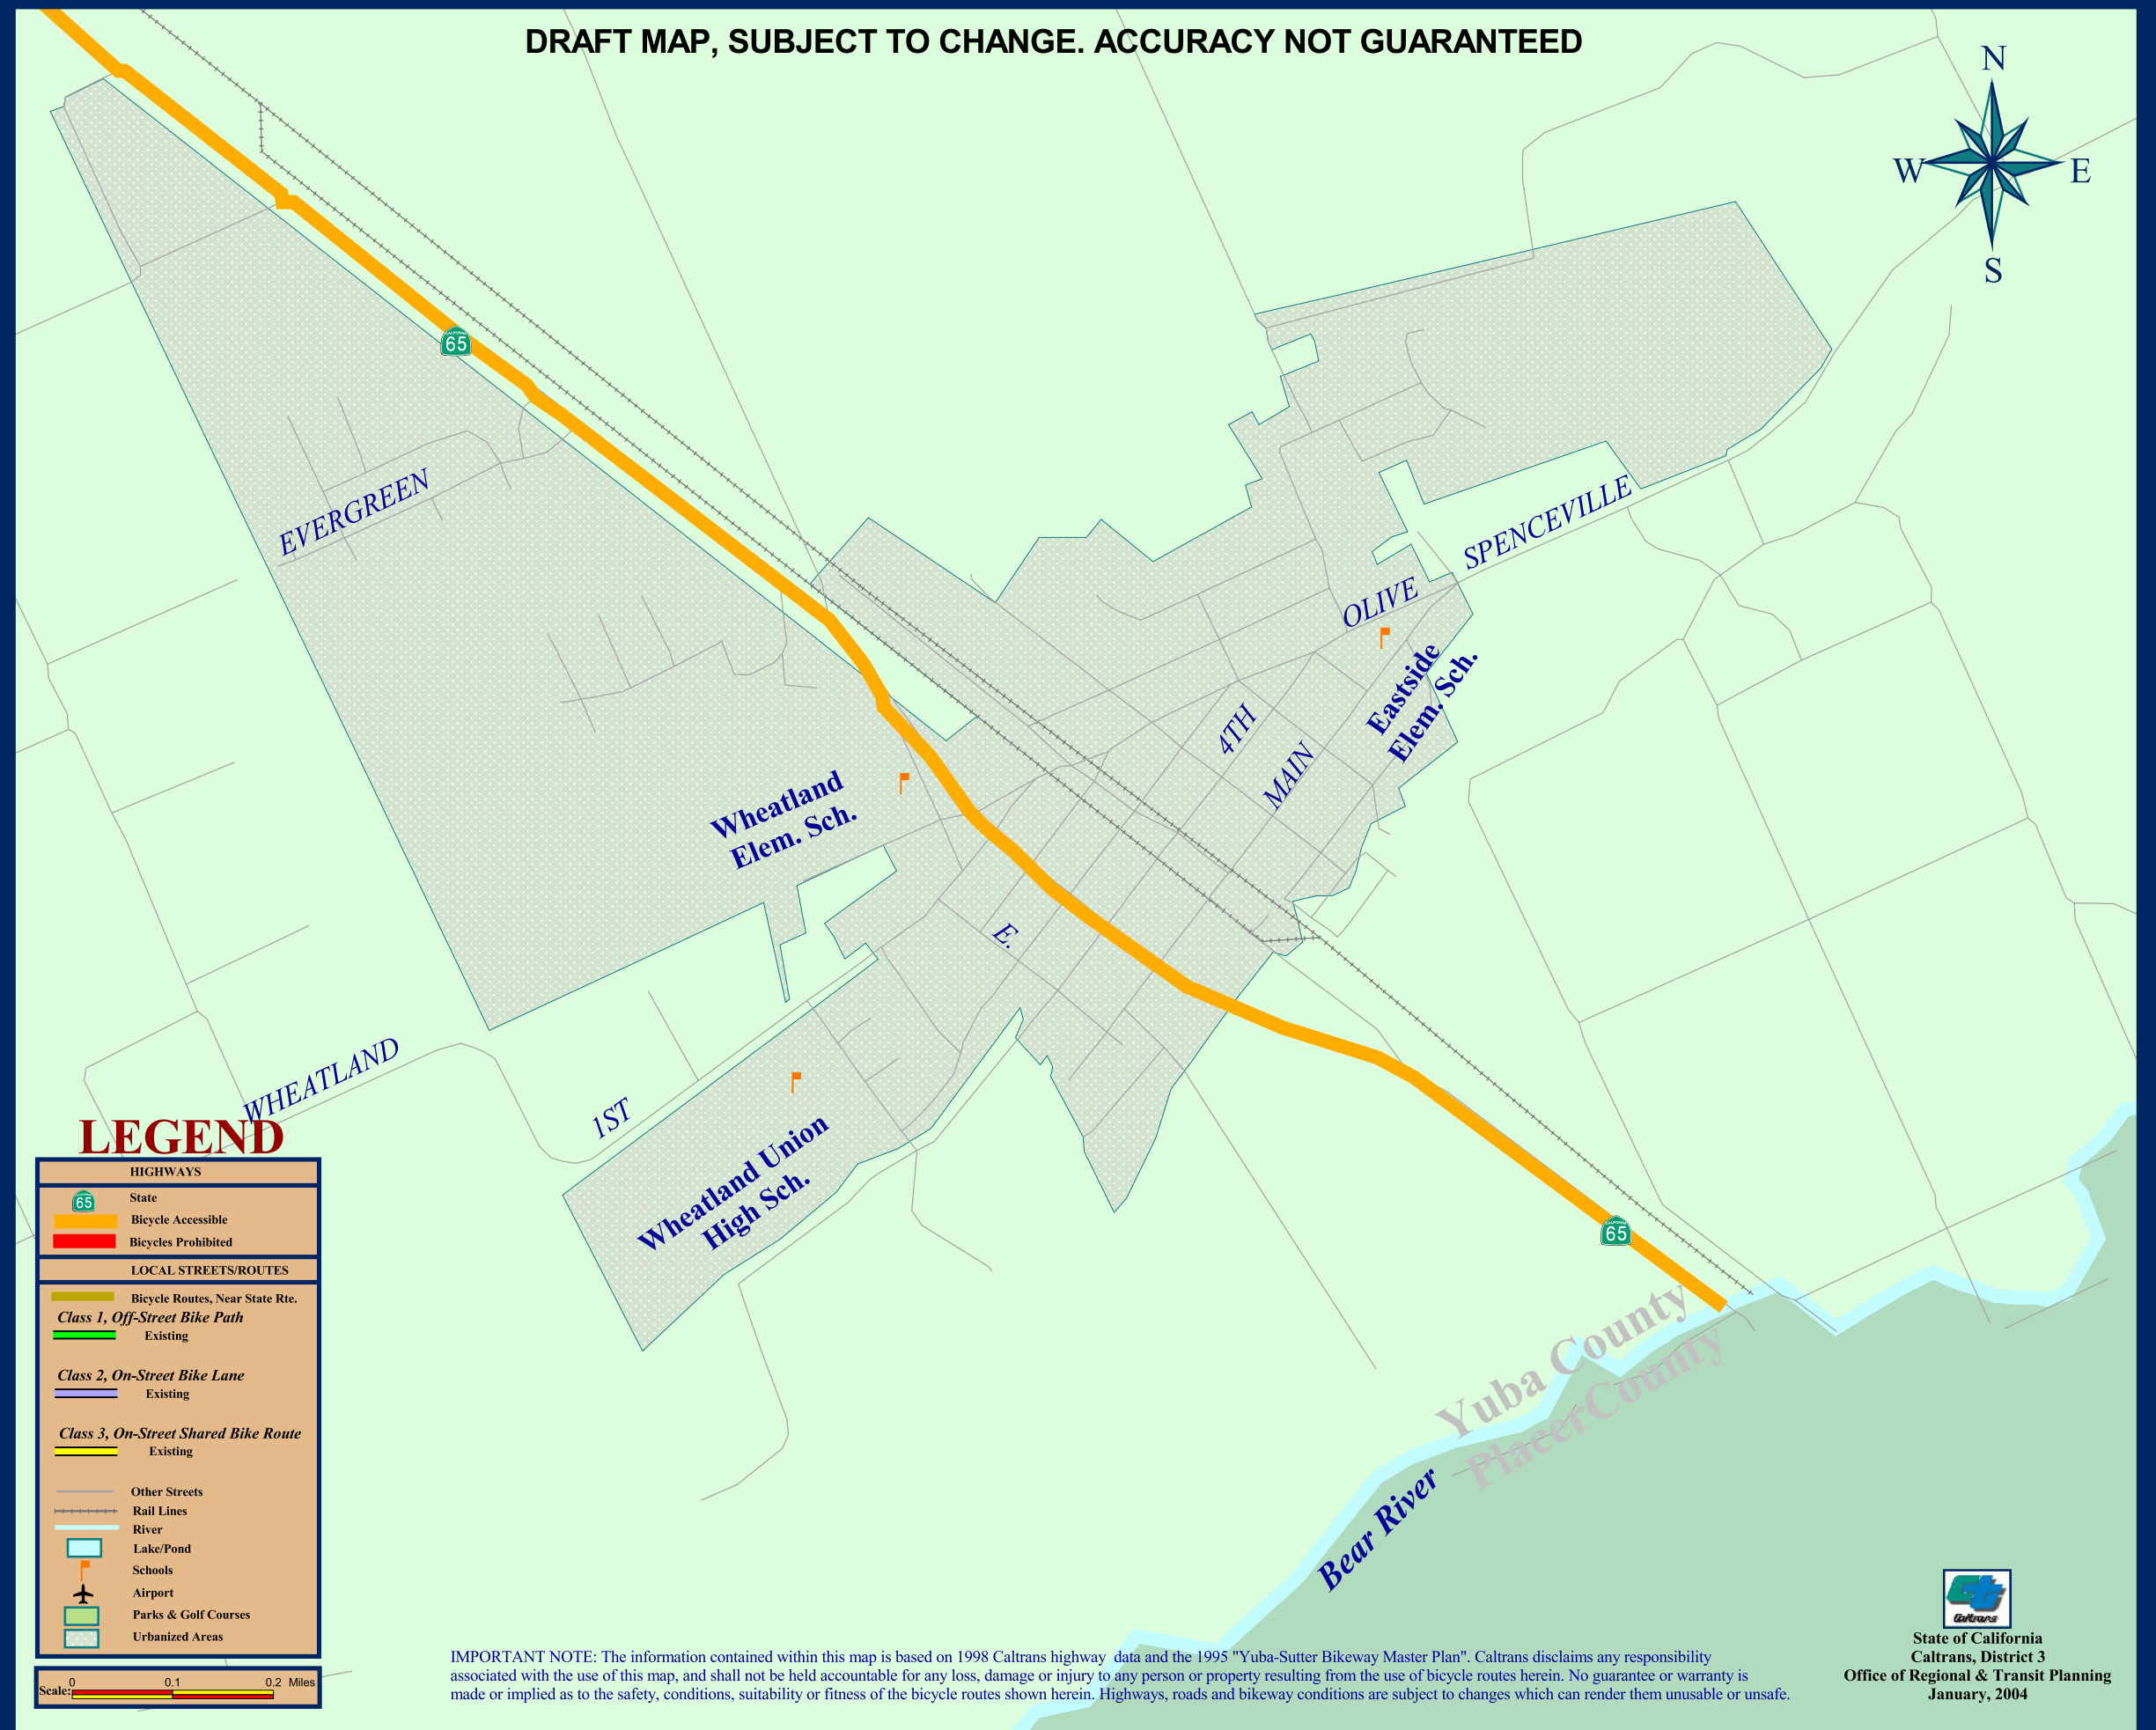 DRAFT MAP, SUBJECT TO CHANGE. ACCURACY NOT GUARANTEED
N
W
E
S
65
EVERGREEN
SPENCEVILLE
OLIVE
Eastside
Elem. Sch.
4TH
MAIN
Wheatland
Elem. Sch.
E.
WHEATLAND
1ST
Wheatland Union
High Sch.
65
Yuba County
PlacerCounty
Bear River
LEGEND
HIGHWAYS
65
State
Bicycle Accessible
Bicycles Prohibited
LOCAL STREETS/ROUTES
Bicycle Routes, Near State Rte.
Class 1, Off-Street Bike Path
Existing
Class 2, On-Street Bike Lane
Existing
Class 3, On-Street Shared Bike Route
Existing
Other Streets
Rail Lines
River
Lake/Pond
Schools
Airport
Parks & Golf Courses
Urbanized Areas
0 0.1 0.2 Miles
Scale:
IMPORTANT NOTE: The information contained within this map is based on 1998 Caltrans highway data and the 1995 "Yuba-Sutter Bikeway Master Plan". Caltrans disclaims any responsibility
associated with the use of this map, and shall not be held accountable for any loss, damage or injury to any person or property resulting from the use of bicycle routes herein. No guarantee or warranty is
made or implied as to the safety, conditions, suitability or fitness of the bicycle routes shown herein. Highways, roads and bikeway conditions are subject to changes which can render them unusable or unsafe.
Caltrans
State of California
Caltrans, District 3
Office of Regional & Transit Planning
January, 2004